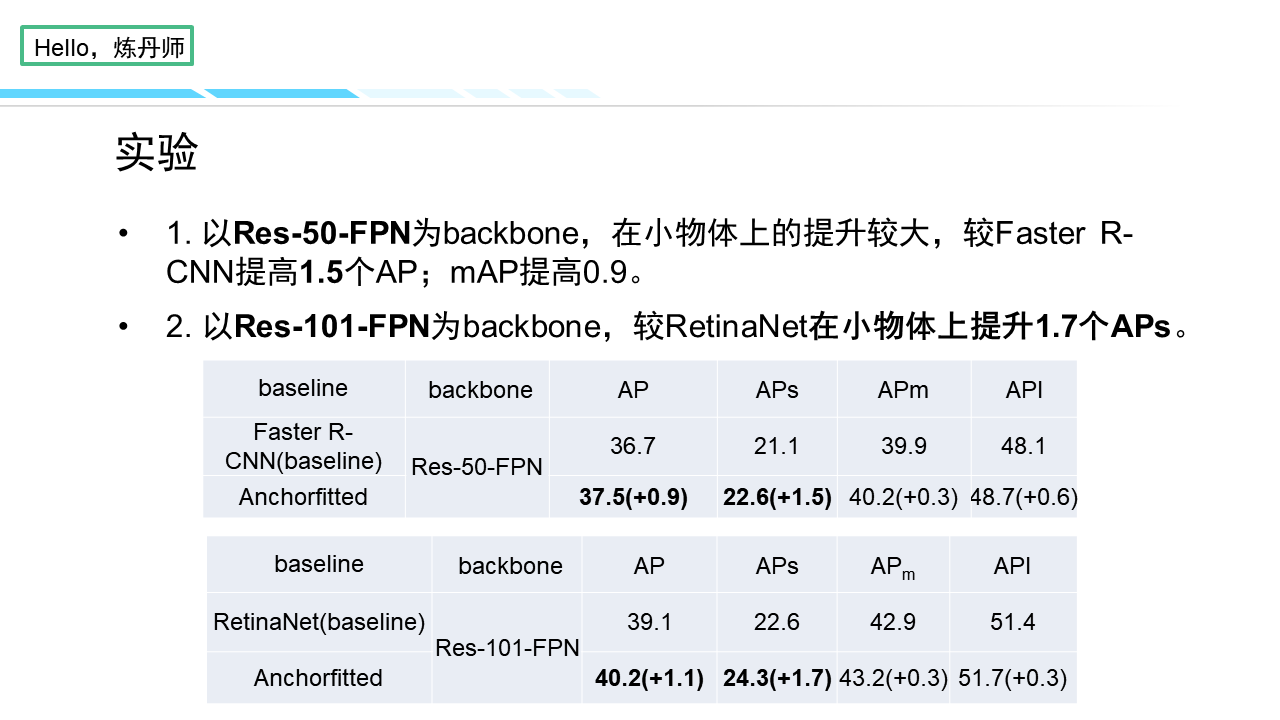 Hello，炼丹师
实验
• 1. 以Res-50-FPN为backbone，在小物体上的提升较大，较Faster R-
CNN提高1.5个AP；mAP提高0.9。
• 2. 以Res-101-FPN为backbone，较RetinaNet在小物体上提升1.7个APs。
baseline backbone AP APs APm APl
Faster R-
CNN(baseline) Res-50-FPN 36.7 21.1 39.9 48.1
Anchorfitted 37.5(+0.9) 22.6(+1.5) 40.2(+0.3) 48.7(+0.6)
baseline backbone AP APs APm APl
RetinaNet(baseline) Res-101-FPN 39.1 22.6 42.9 51.4
Anchorfitted 40.2(+1.1) 24.3(+1.7) 43.2(+0.3) 51.7(+0.3)